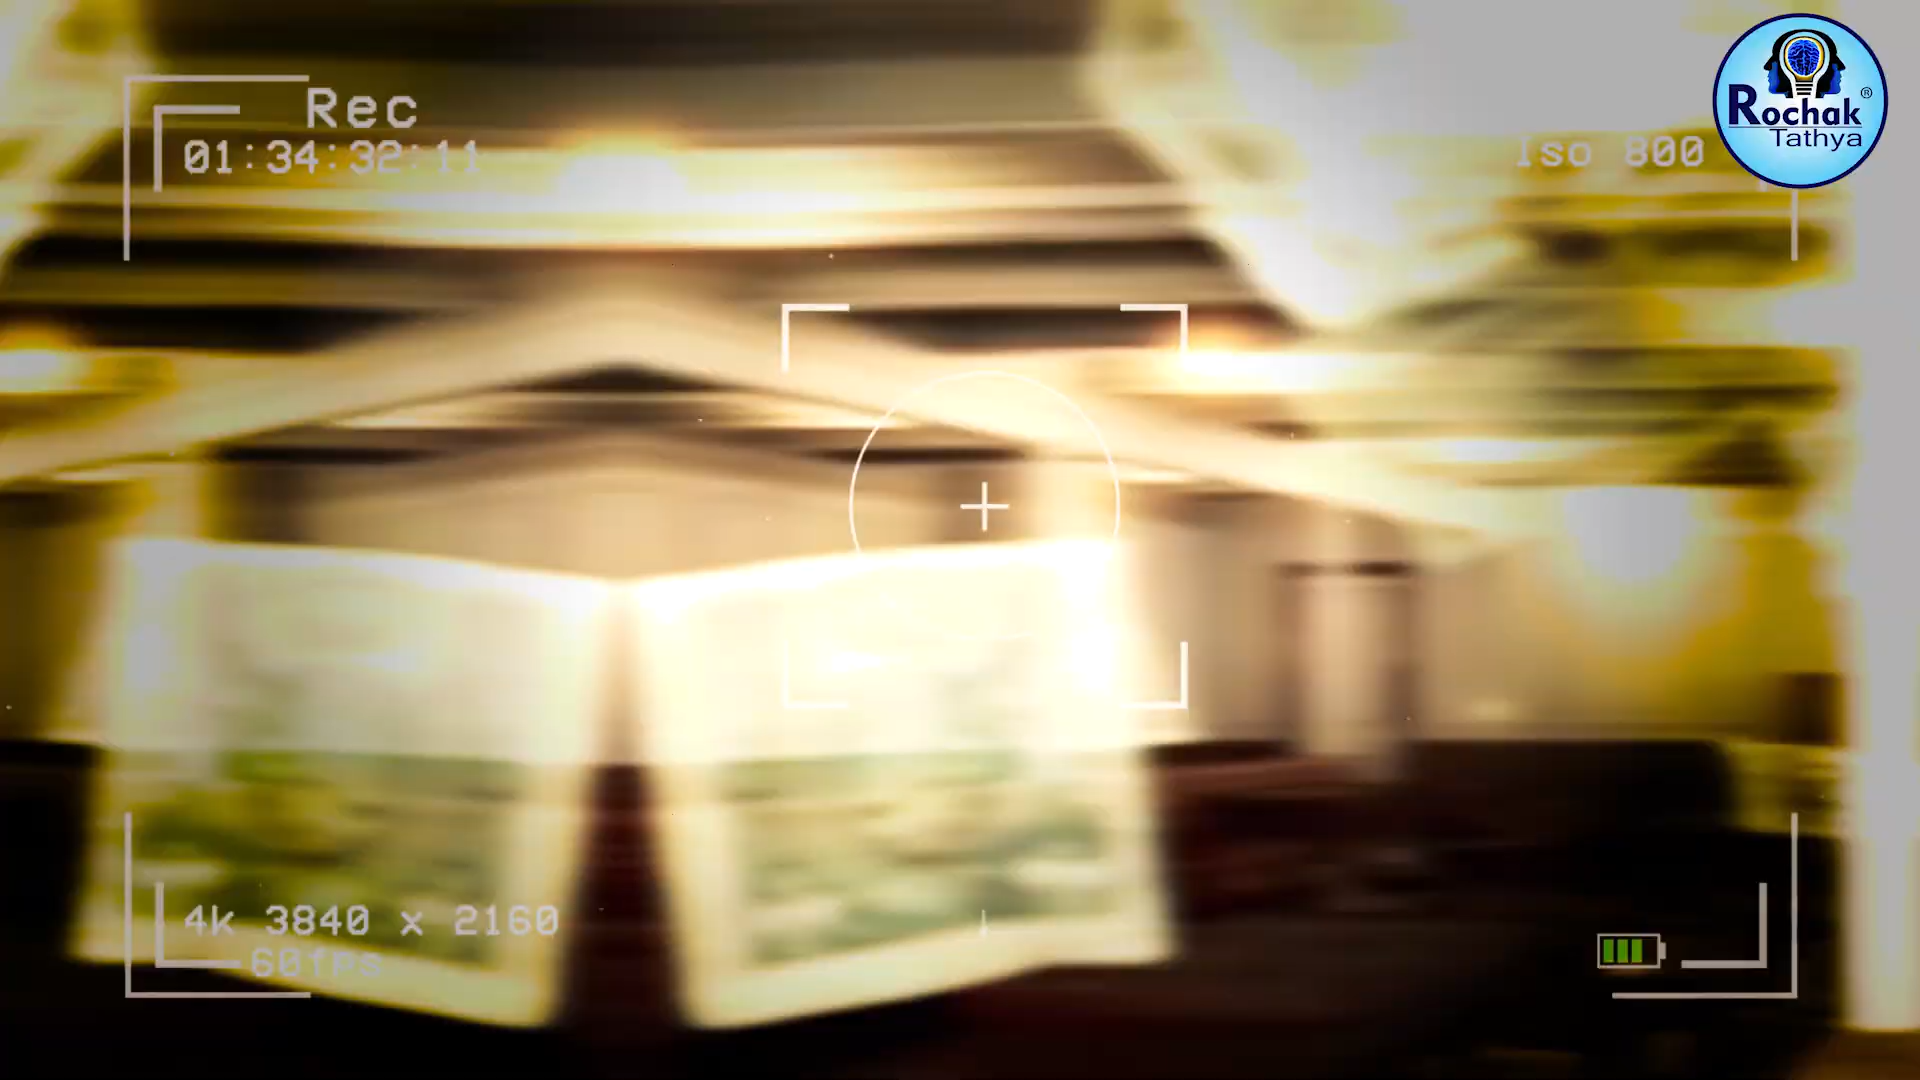 Rec
01:34:32:11
Iso 800
Rochak®
Tathya
4k 3840 x 2160
60fps